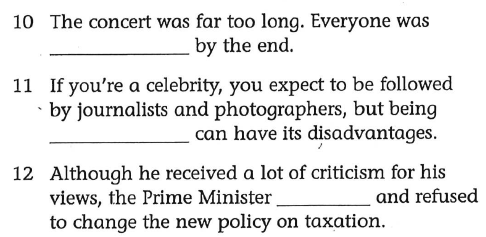 10 The concert was far too long. Everyone was
_______________ by the end.
11 If you're a celebrity, you expect to be followed
by journalists and photographers, but being
_______________ can have its disadvantages.
12 Although he received a lot of criticism for his
views, the Prime Minister __________ and refused
to change the new policy on taxation.